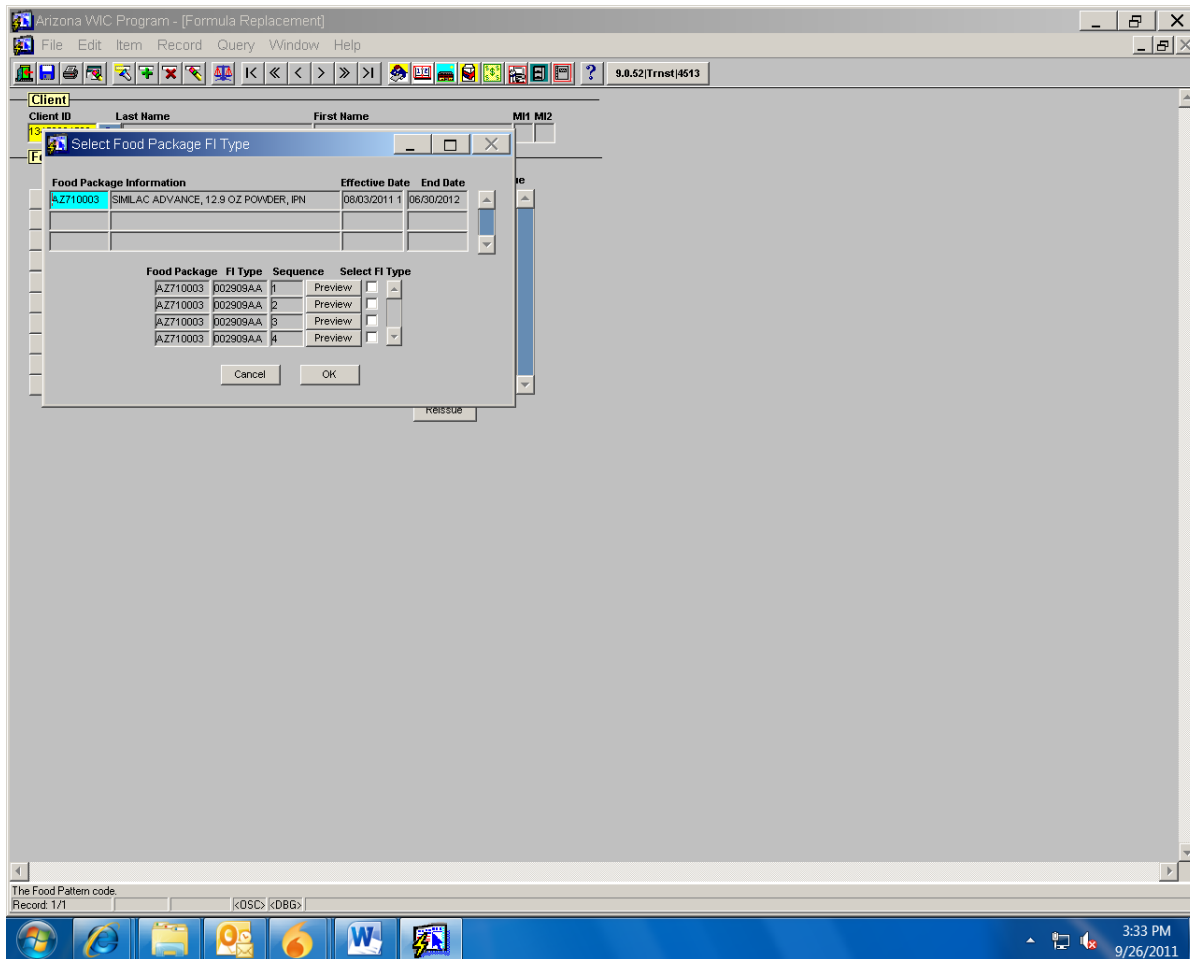 Arizona WIC Program - [Formula Replacement]
File Edit Item Record Query Window Help
9.0.52|Trnst|4513
Client
Client ID Last Name First Name MI1 MI2
Select Food Package FI Type
Food Package Information Effective Date End Date
AZ710003 SIMILAC ADVANCE, 12.9 OZ POWDER, IPN 08/03/2011 1 06/30/2012
Food Package FI Type Sequence Select FI Type
AZ710003 002909AA 1 Preview
AZ710003 002909AA 2 Preview
AZ710003 002909AA 3 Preview
AZ710003 002909AA 4 Preview
Cancel OK
Reissue
The Food Pattern code.
Record: 1/1 <OSC> <DBG>
3:33 PM
9/26/2011